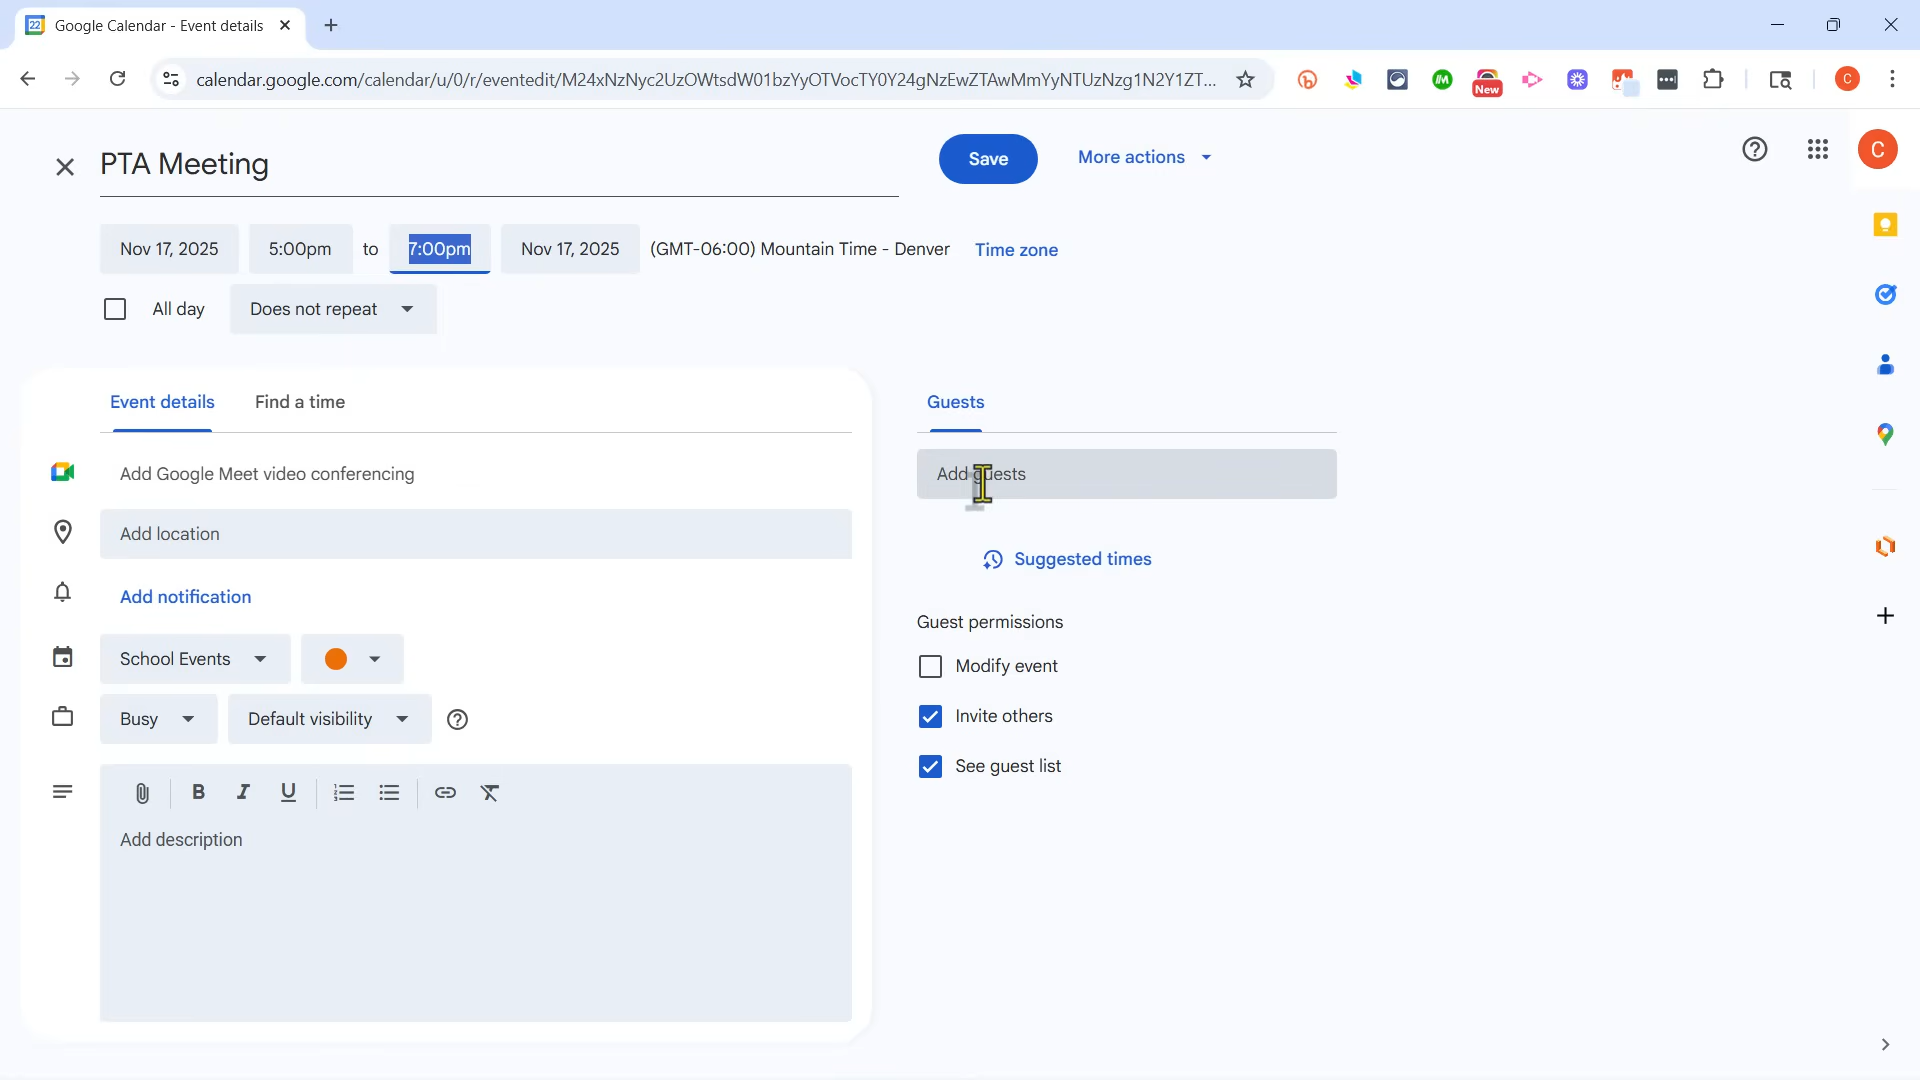 22 Google Calendar - Event details
calendar.google.com/calendar/u/0/r/eventedit/M24xNzNyc2UzOWtsdW01bzYyOTVocTY0Y24gNzEwZTAwMmYyNTUzNzg1N2Y1ZT...
New
C
PTA Meeting
Save
More actions
C
Nov 17, 2025
5:00pm
to
7:00pm
Nov 17, 2025
(GMT-06:00) Mountain Time - Denver
Time zone
All day
Does not repeat
Event details
Find a time
Guests
Add Google Meet video conferencing
Add guests
Add location
Suggested times
Add notification
Guest permissions
School Events
Modify event
Busy
Default visibility
Invite others
See guest list
B I U
Add description